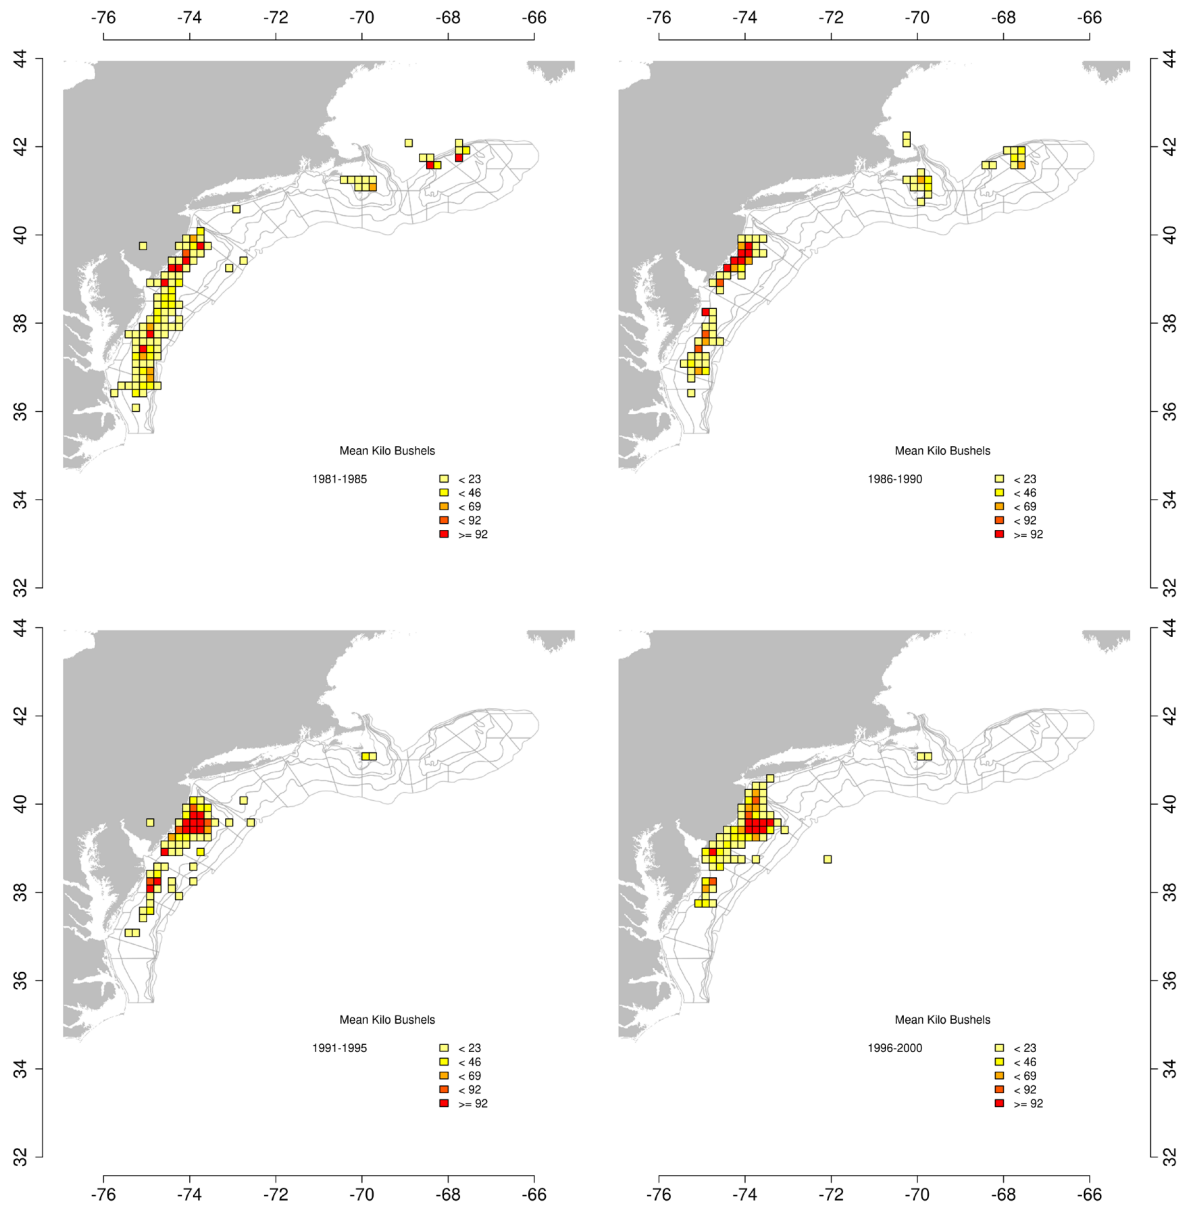 -76 -74 -72 -70 -68 -66 -76 -74 -72 -70 -68 -66
44 44
42 42
40 40
38 38
36 36
Mean Kilo Bushels Mean Kilo Bushels
1981-1985 < 23 1986-1990 < 23
< 46 < 46
34 < 69 < 69 34
< 92 < 92
>= 92 >= 92
32 32
44 44
42 42
40 40
38 38
36 36
Mean Kilo Bushels Mean Kilo Bushels
1991-1995 < 23 1996-2000 < 23
< 46 < 46
34 < 69 < 69 34
< 92 < 92
>= 92 >= 92
32 32
-76 -74 -72 -70 -68 -66 -76 -74 -72 -70 -68 -66